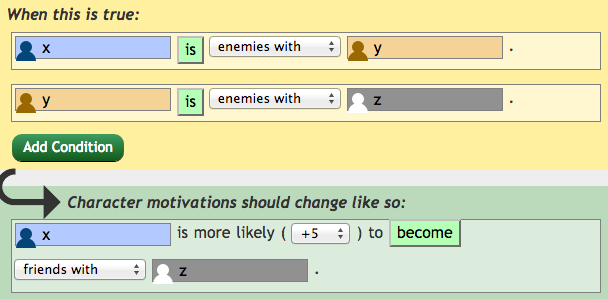 When this is true:
x is enemies with y .
y is enemies with z .
Add Condition
Character motivations should change like so:
x is more likely ( +5 ) to become
friends with z .